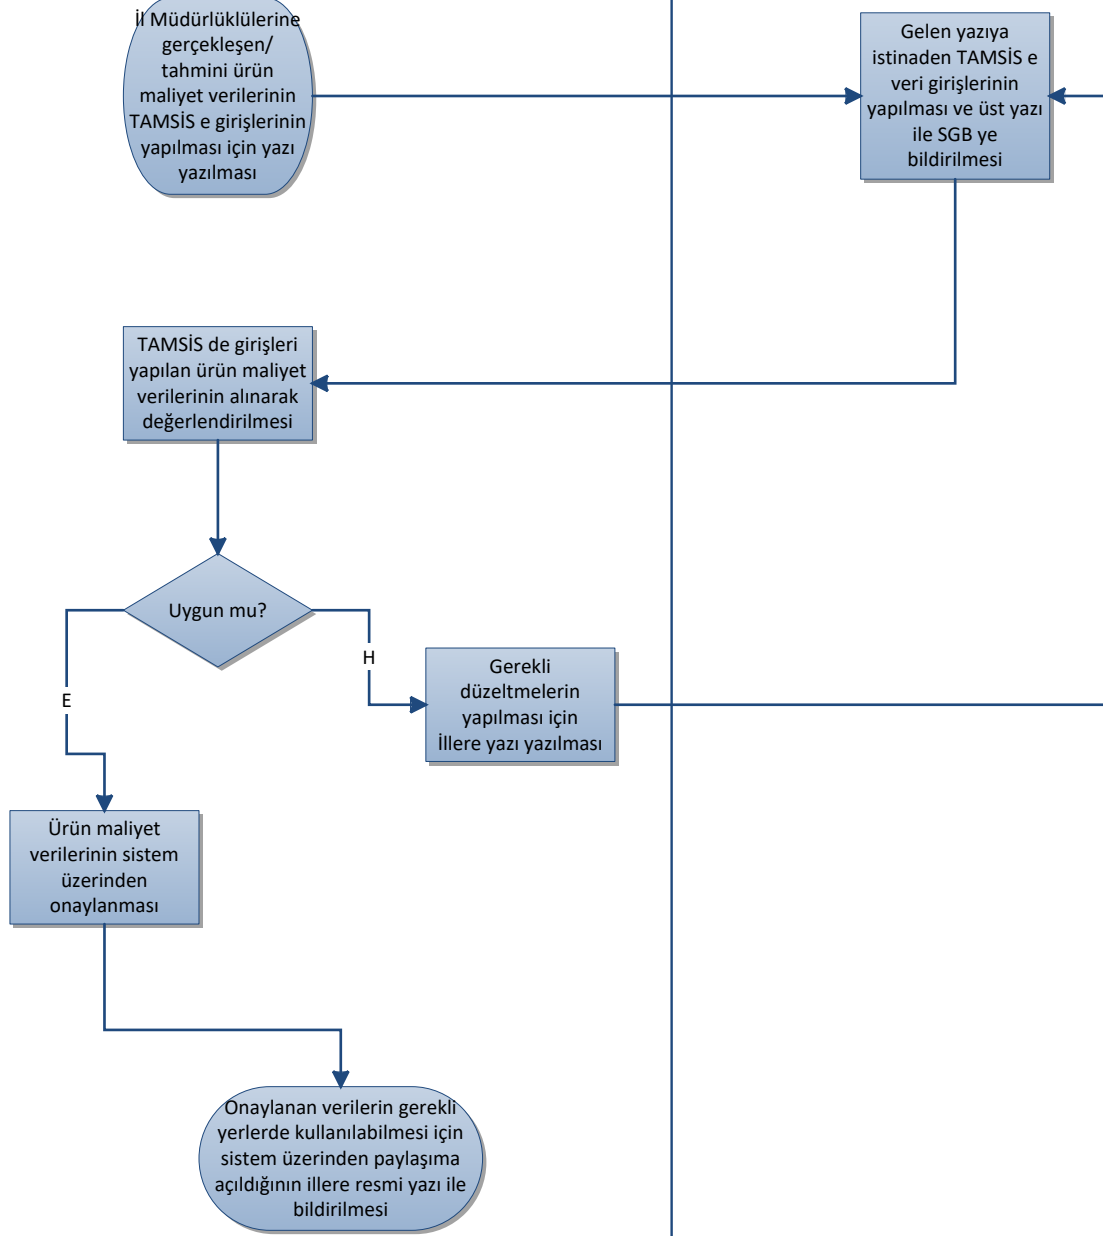 İl Müdürlüklülerine
gerçekleşen/
tahmini ürün
maliyet verilerinin
TAMSİS e girişlerinin
yapılması için yazı
yazılması
Gelen yazıya
istinaden TAMSİS e
veri girişlerinin
yapılması ve üst yazı
ile SGB ye
bildirilmesi
TAMSİS de girişleri
yapılan ürün maliyet
verilerinin alınarak
değerlendirilmesi
Uygun mu?
H
E
Gerekli
düzeltmelerin
yapılması için
İllere yazı yazılması
Ürün maliyet
verilerinin sistem
üzerinden
onaylanması
Onaylanan verilerin gerekli
yerlerde kullanılabilmesi için
sistem üzerinden paylaşıma
açıldığının illere resmi yazı ile
bildirilmesi